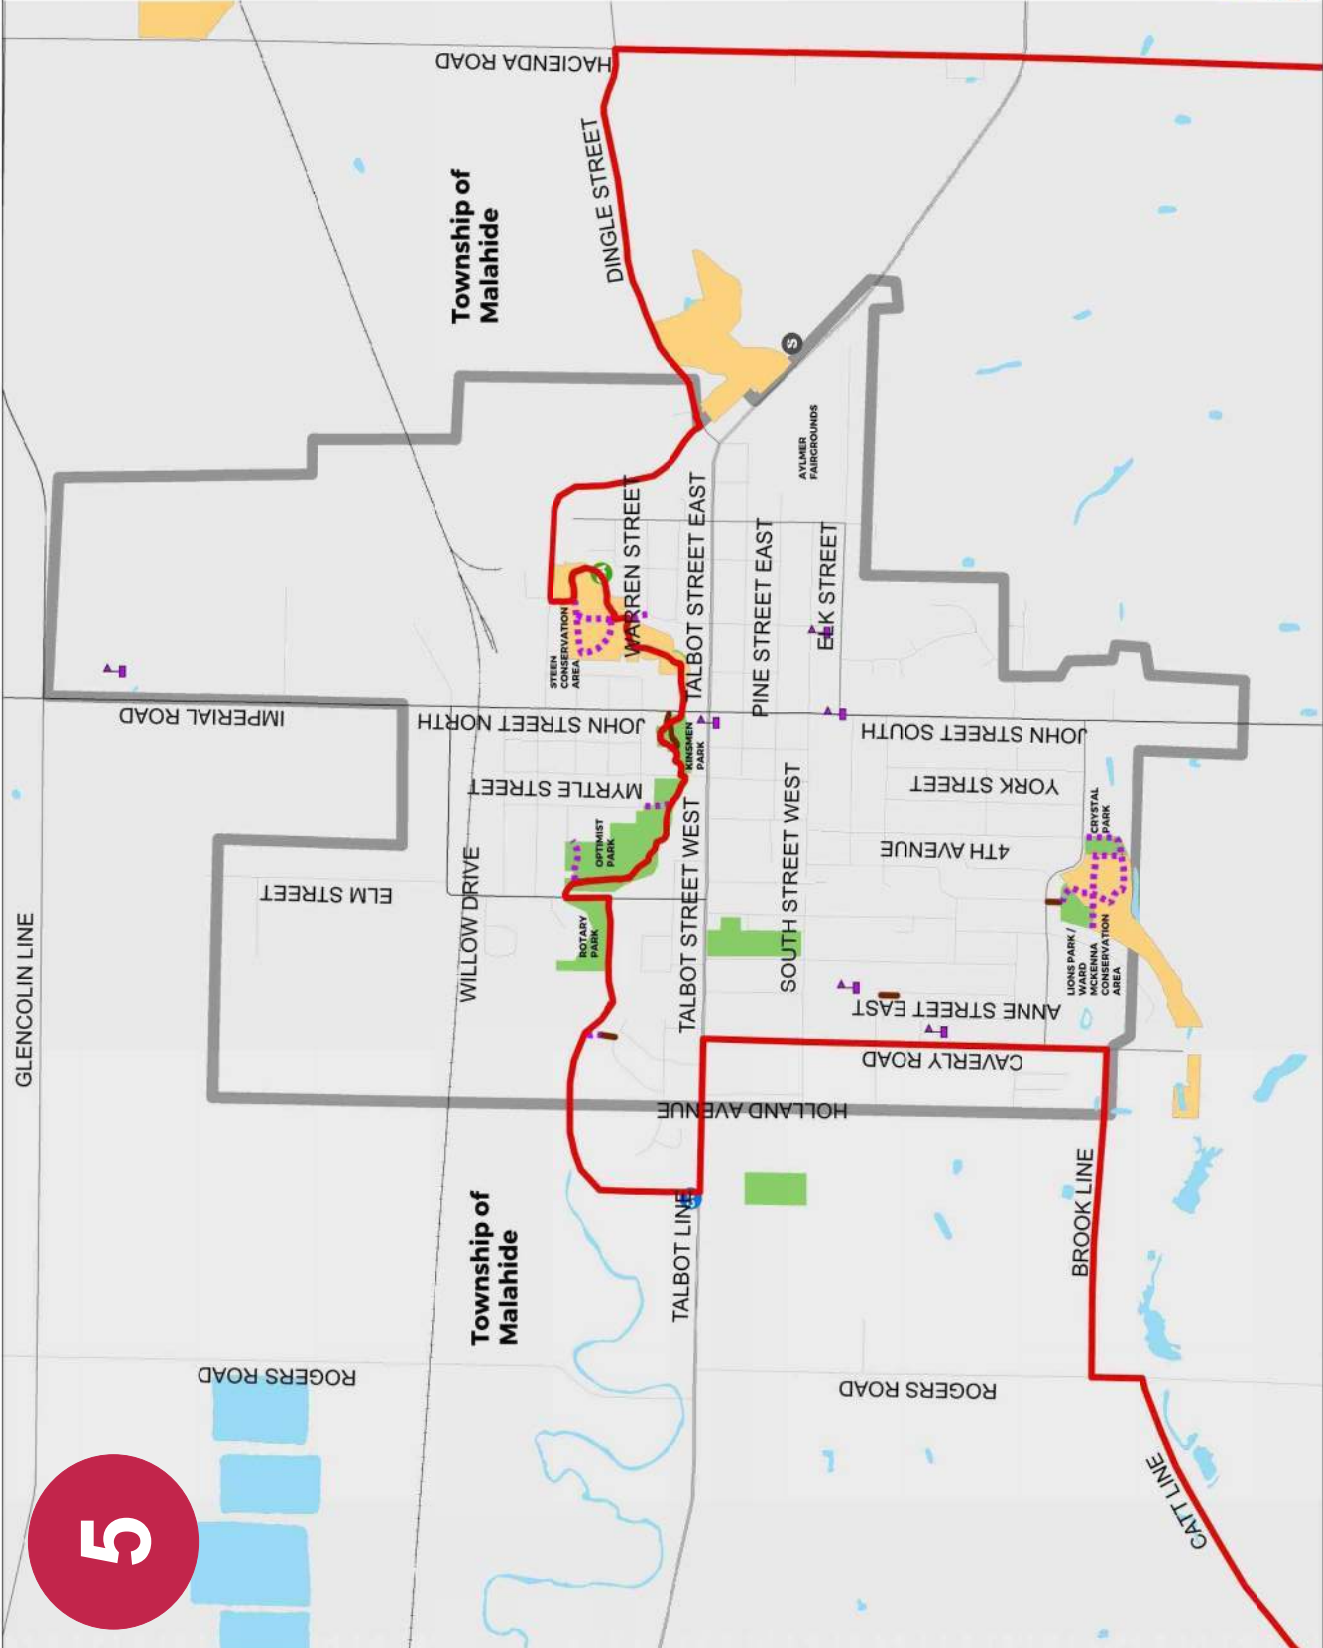 5
GLENCOLIN LINE
IMPERIAL ROAD
ROGERS ROAD
ELM STREET
WILLOW DRIVE
Township of
Malahide
Township of
Malahide
HACIENDA ROAD
JOHN STREET NORTH
MYRTLE STREET
STEEN
CONSERVATION
AREA
ROTARY
PARK
OPTIMIST
PARK
DINGLE STREET
WARREN STREET
TALBOT LINE
TALBOT STREET WEST
TALBOT STREET WEST
KINSMEN
PARK
TALBOT STREET EAST
HOLLAND AVENUE
PINE STREET EAST
SOUTH STREET WEST
S
AYLMER
FAIRGROUNDS
ELK STREET
ROGERS ROAD
CAVERLY ROAD
ANNE STREET EAST
4TH AVENUE
YORK STREET
JOHN STREET SOUTH
BROOK LINE
LIONS PARK /
WARD
MCKENNA
CONSERVATION
AREA
CRYSTAL
PARK
CATT LINE